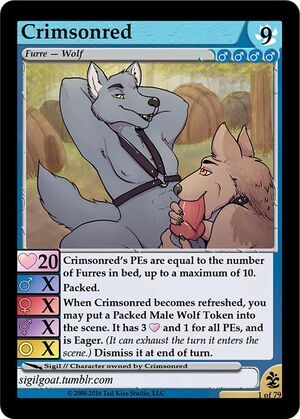 Crimsonred
9
Furre — Wolf
20
Crimsonred's PEs are equal to the number
of Furres in bed, up to a maximum of 10.
X
Packed.
X
When Crimson becomes refreshed, you
may put a Packed Male Wolf Token into
X
the scene. It has 3 and 1 for all PEs, and
is Eager. (It can exhaust the turn it enters
X
the scene.) Dismiss it at end of turn.
Sigil // Character owned by Crimsonred
© 2008-2016 Tail Kiss Studio, LLC
sigilgoat.tumblr.com
1 of 79